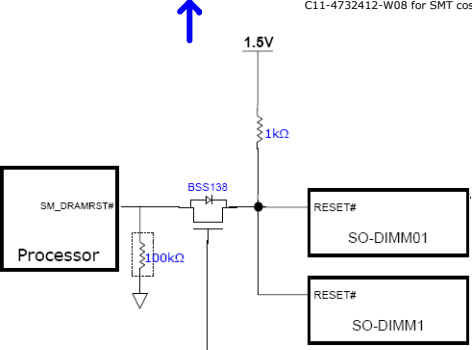 C11-4732412-W08 for SMT cos
1.5V
1kΩ
BSS138
SM_DRAMRST#
RESET#
SO-DIMM01
Processor
100kΩ
RESET#
SO-DIMM1